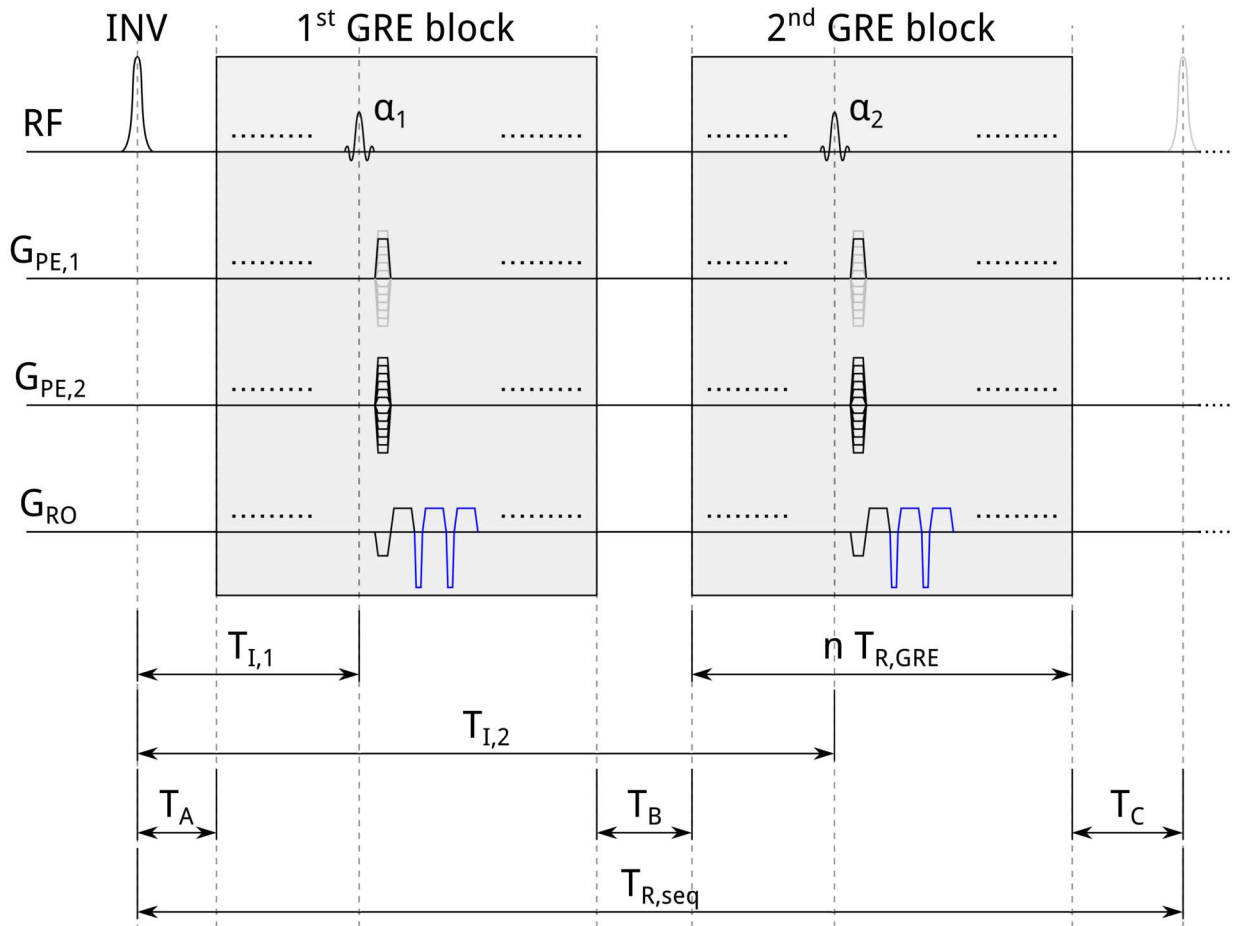 INV 1st GRE block 2nd GRE block
RF α1 α2
......... ......... ......... ......... .....
GPE,1
......... ......... ......... ......... .....
GPE,2
......... ......... ......... ......... .....
GRO
......... ......... ......... ......... .....
TI,1 n TR,GRE
TI,2
TA TB TC
TR,seq